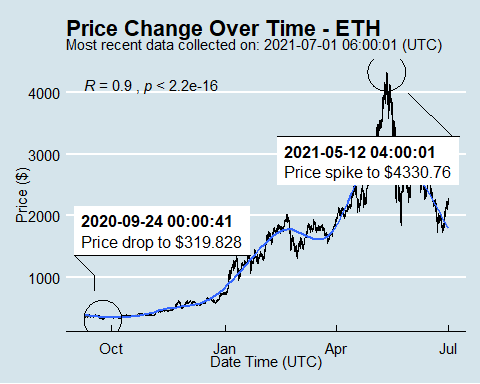 Price Change Over Time - ETH
Most recent data collected on: 2021-07-01 06:00:01 (UTC)
R = 0.9 , p < 2.2e-16
4000
3000
2000
1000
Price ($)
2021-05-12 04:00:01
Price spike to $4330.76
2020-09-24 00:00:41
Price drop to $319.828
Oct
Jan
Apr
Jul
Date Time (UTC)